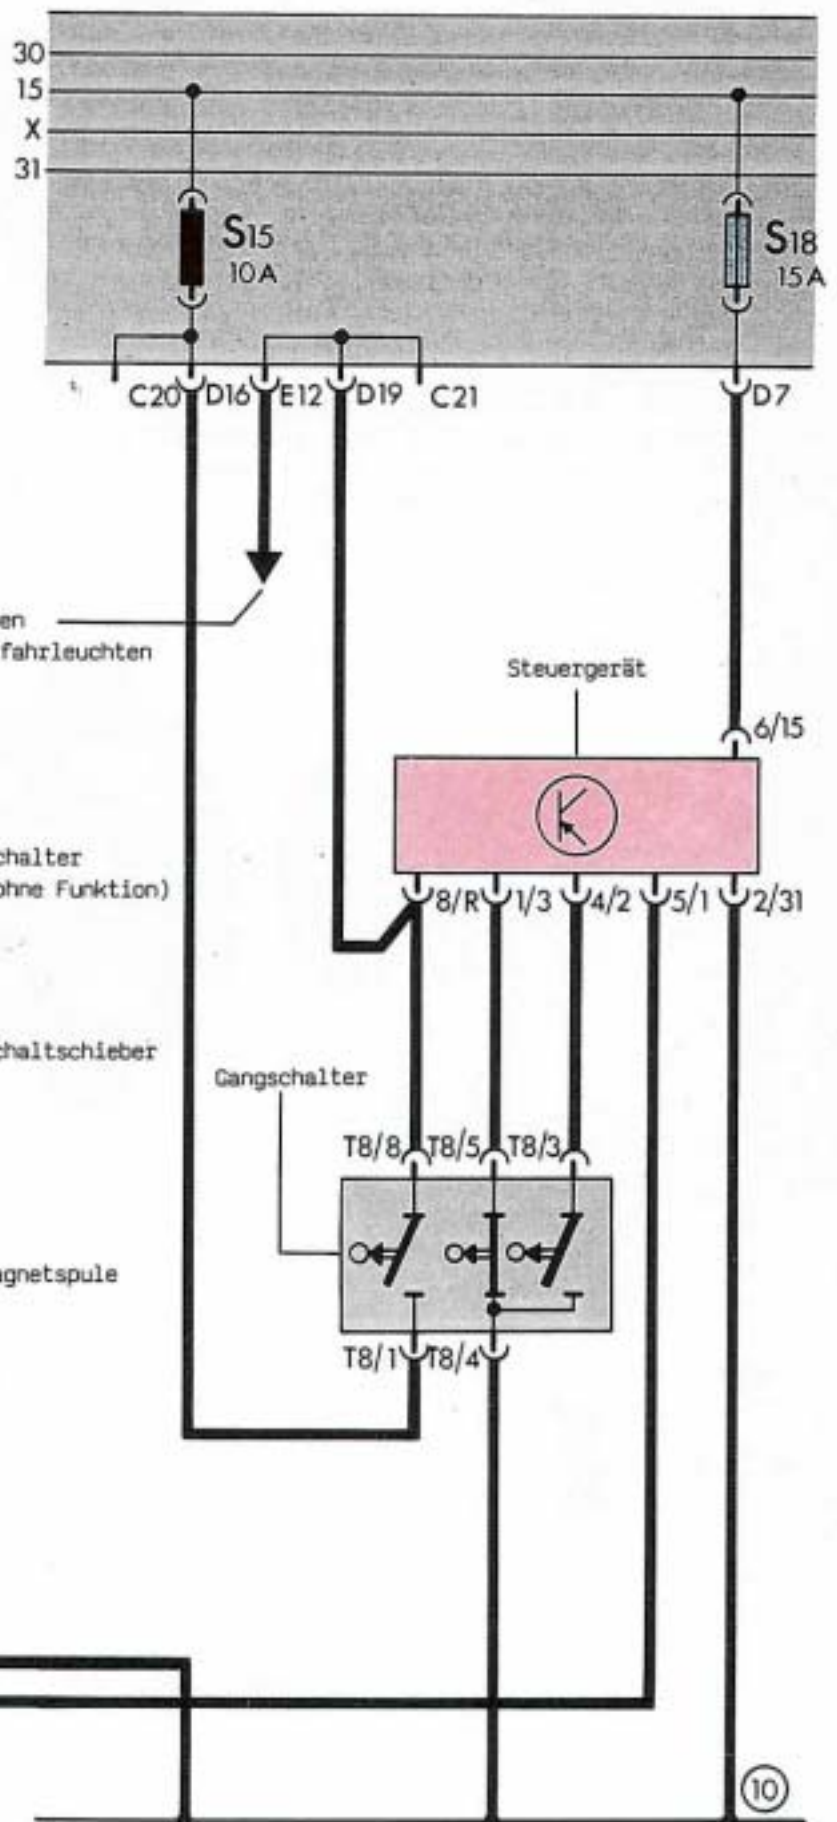 30
15
X
31
S15
10A
S18
15A
C20 D16 E12 D19 C21 D7
en
fahrleuchten
Steuergerät
6/15
chalter
ohne Funktion)
8/R 1/3 4/2 5/1 2/31
chaltschieber
Gangschalter
T8/8 T8/5 T8/3
agnetspule
T8/1 T8/4
10